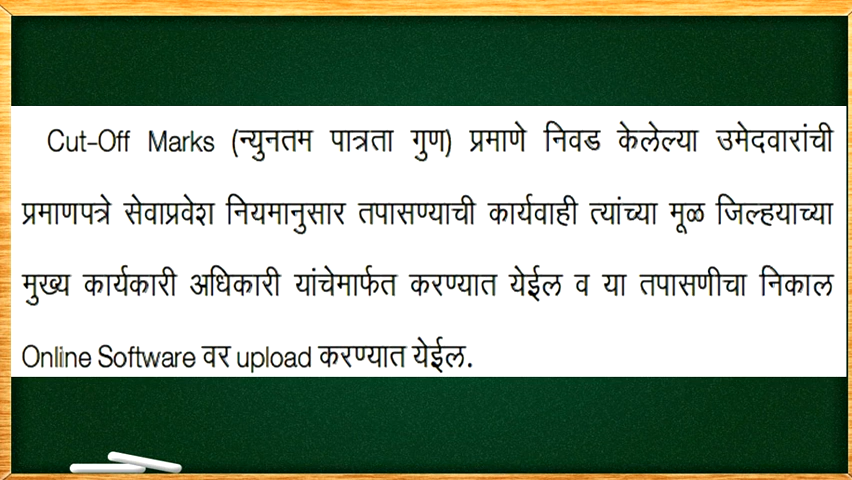 Cut-Off Marks (न्युनतम पात्रता गुण) प्रमाणे निवड केलेल्या उमेदवारांची
प्रमाणपत्रे सेवाप्रवेश नियमानुसार तपासण्याची कार्यवाही त्यांच्या मूळ जिल्हयाच्या
मुख्य कार्यकारी अधिकारी यांचेमार्फत करण्यात येईल व या तपासणीचा निकाल
Online Software वर upload करण्यात येईल.